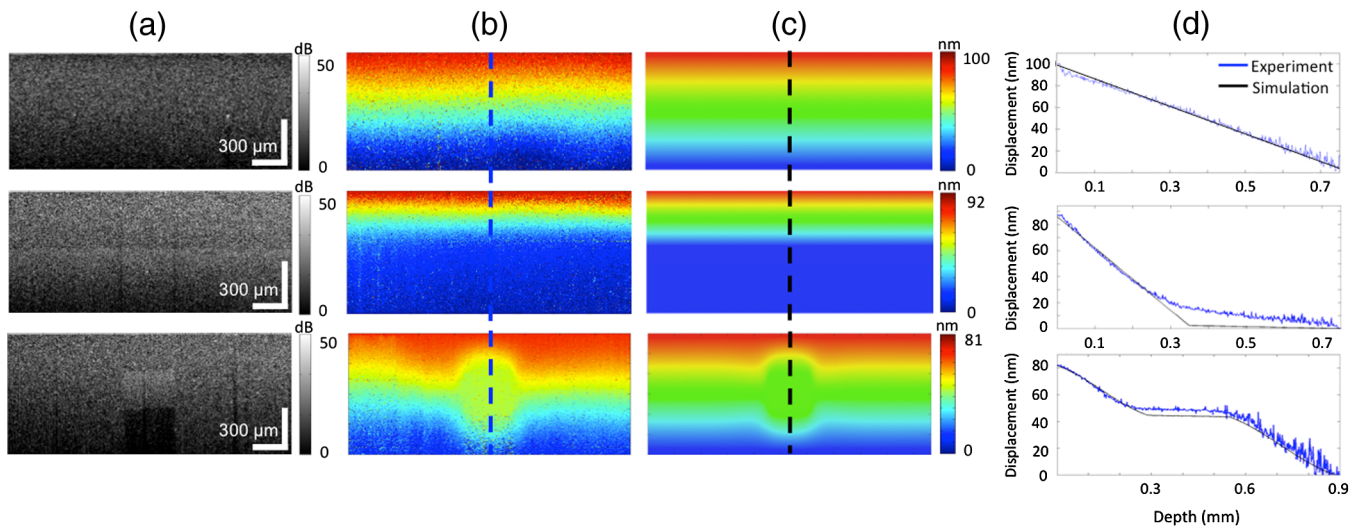 (a) (b) (c) (d)
dB
50
300 µm
0
nm
100
0
Displacement (nm)
100
80
60
40
20
0
Experiment
Simulation
0.1 0.3 0.5 0.7
dB
50
300 µm
0
nm
92
0
Displacement (nm)
80
60
40
20
0
0.1 0.3 0.5 0.7
dB
50
300 µm
0
nm
81
0
Displacement (nm)
80
60
40
20
0
0.3 0.6 0.9
Depth (mm)